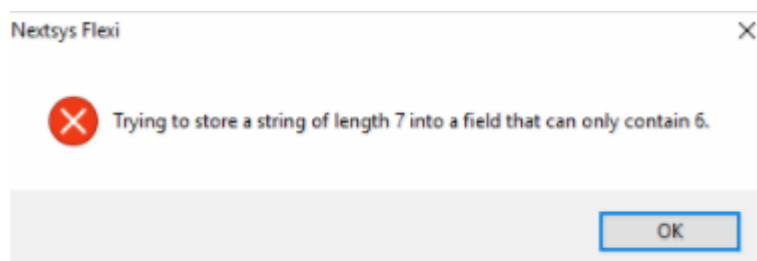 Nextsys Flexi
Trying to store a string of length 7 into a field that can only contain 6.
OK